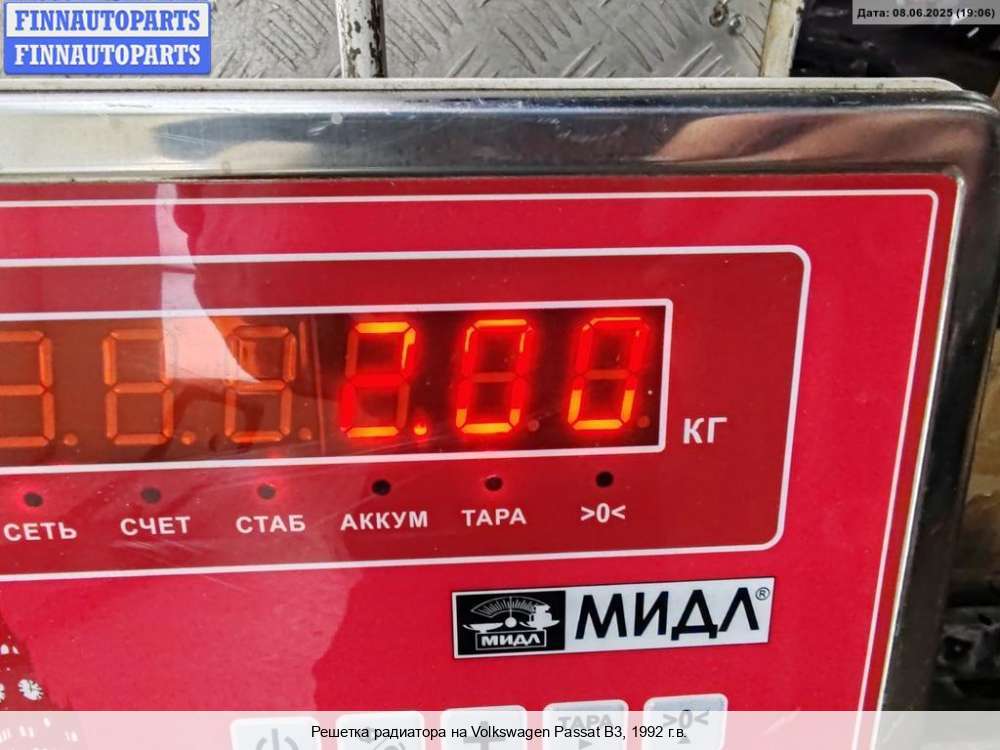 FINNAUTOPARTS
FINNAUTOPARTS
Дата: 08.06.2025 (19:06)
2.00 КГ
СЕТЬ СЧЕТ СТАБ АККУМ ТАРА >0<
МИДЛ МИДЛ®
ТАРА >0<
Решетка радиатора на Volkswagen Passat B3, 1992 г.в.